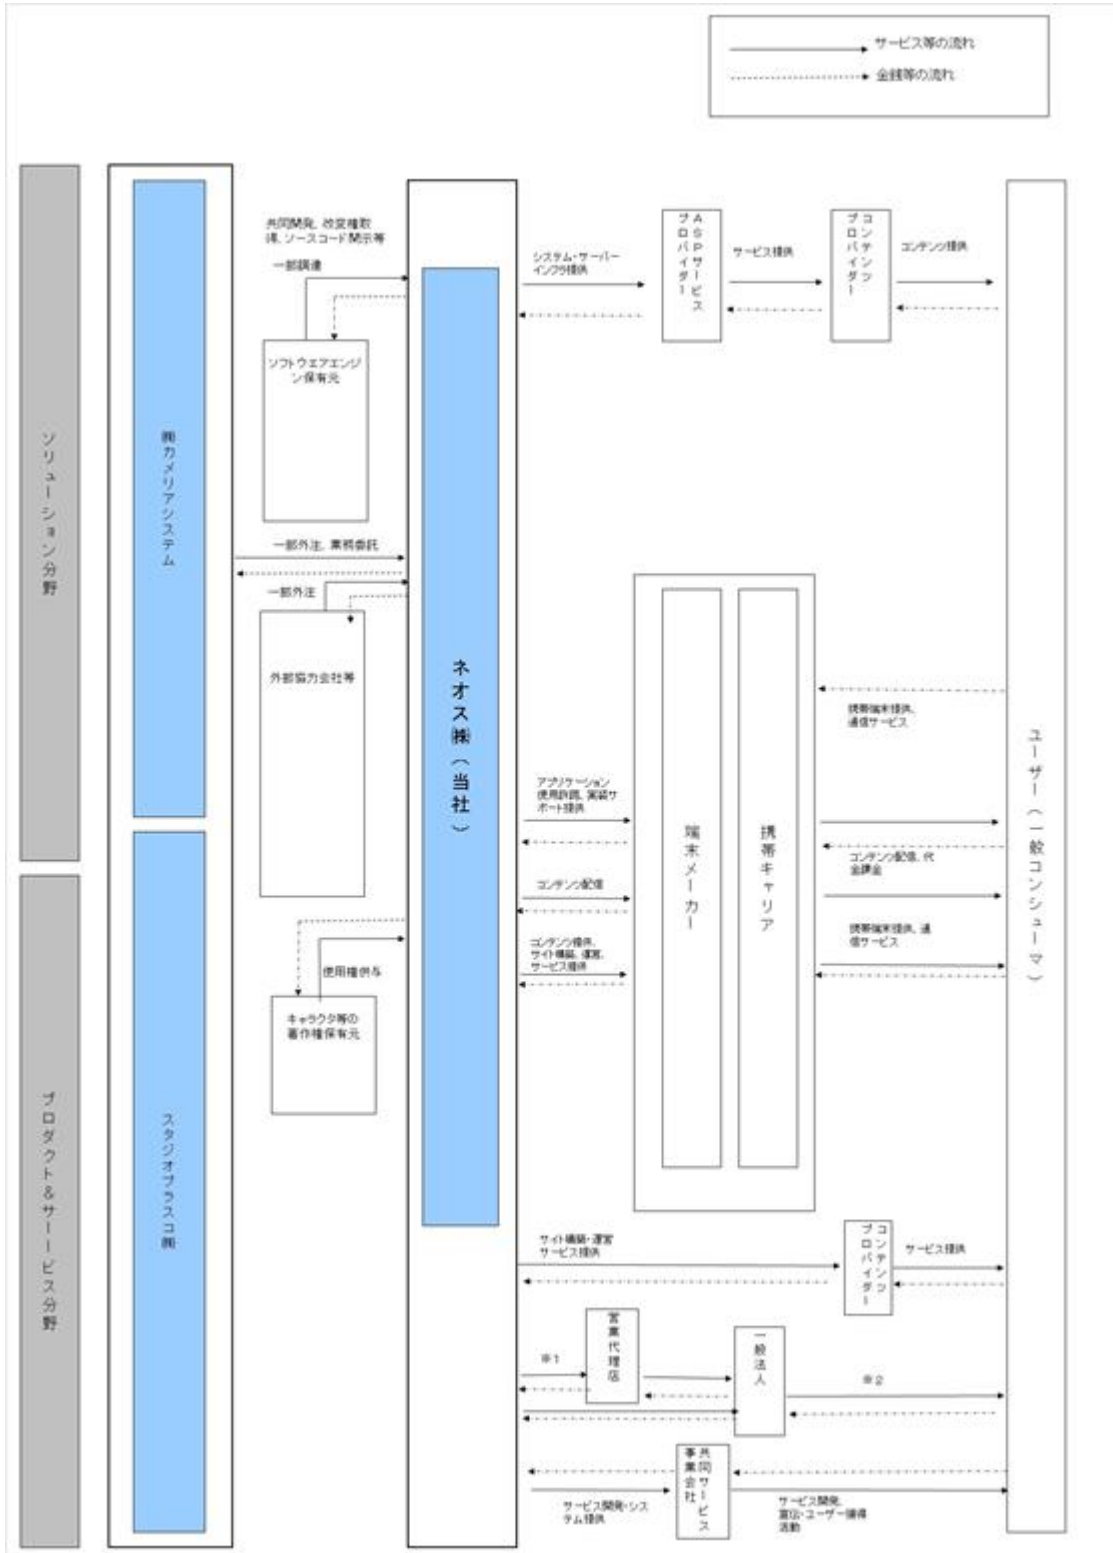 サービス等の流れ
金銭等の流れ
ソリューション分野
プロダクト＆サービス分野
㈱カメリアシステム
スタジオプラスコ㈱
共同開発、改変権取
得、ソースコード開示等
一部調達
ソフトウエアエンジ
ン保有元
一部外注、業務委託
一部外注
外部協力会社等
使用権供与
キャラクタ等の
著作権保有元
ネオス㈱（当社）
システム・サーバー
インフラ提供
ASPサービス
プロバイダー
サービス提供
コンテンツ
プロバイダー
コンテンツ提供
アプリケーション
使用許諾、実装サ
ポート提供
コンテンツ配信
コンテンツ提供、
サイト構築、運営、
サービス提供
端末メーカー
携帯キャリア
携帯端末提供、
通信サービス
コンテンツ配信、代
金課金
携帯端末提供、通
信サービス
ユーザー（一般コンシューマ）
サイト構築・運営
サービス提供
コンテンツ
プロバイダー
サービス提供
※1
営業代理店
一般法人
※2
サービス開発・シス
テム提供
共同サービス
事業会社
サービス開発、
宣伝・ユーザー獲得
活動